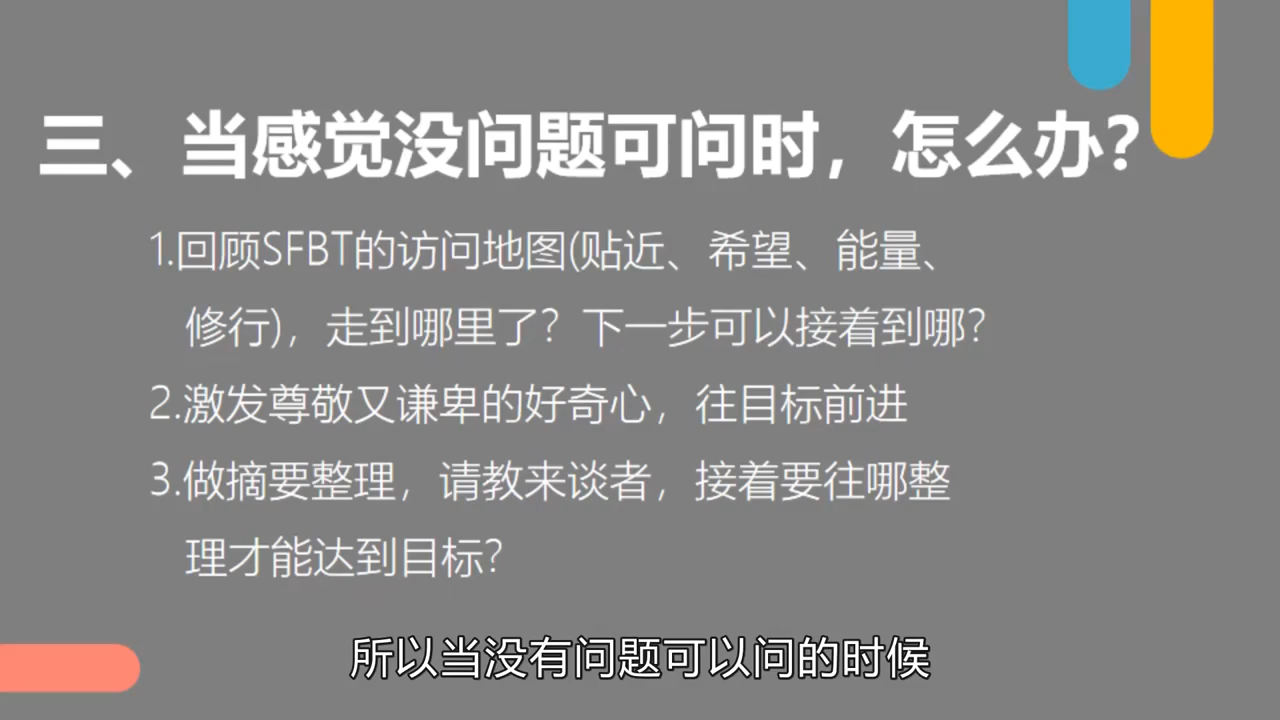 三、当感觉没问题可问时，怎么办？
1.回顾SFBT的访问地图(贴近、希望、能量、
修行)，走到哪里了？下一步可以接着到哪？
2.激发尊敬又谦卑的好奇心，往目标前进
3.做摘要整理，请教来谈者，接着要往哪整
理才能达到目标？
所以当没有问题可以问的时候